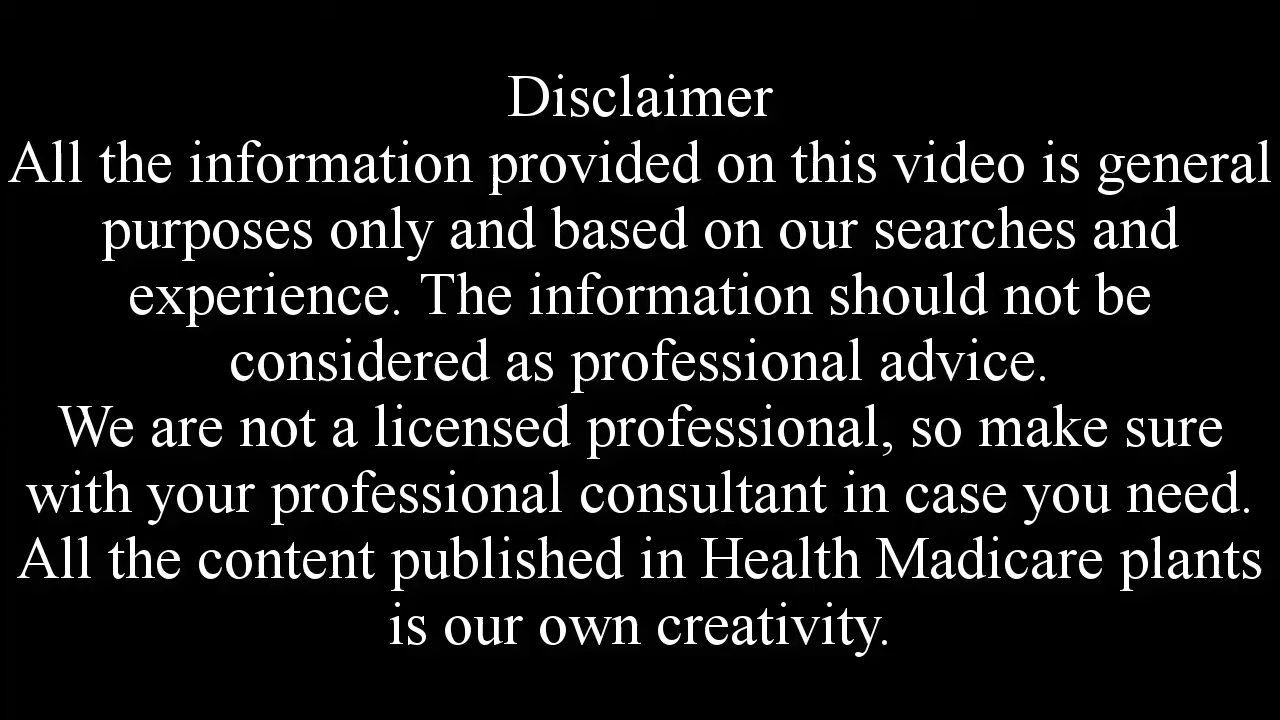 Disclaimer
All the information provided on this video is general
purposes only and based on our searches and
experience. The information should not be
considered as professional advice.
We are not a licensed professional, so make sure
with your professional consultant in case you need.
All the content published in Health Madicare plants
is our own creativity.